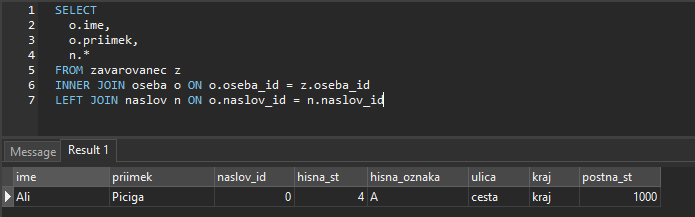 1 SELECT
2 o.ime,
3 o.priimek,
4 n.*
5 FROM zavarovanec z
6 INNER JOIN oseba o ON o.oseba_id = z.oseba_id
7 LEFT JOIN naslov n ON o.naslov_id = n.naslov_id
Message Result 1
ime priimek naslov_id hisna_st hisna_oznaka ulica kraj postna_st
Ali Piciga 0 4 A cesta kraj 1000